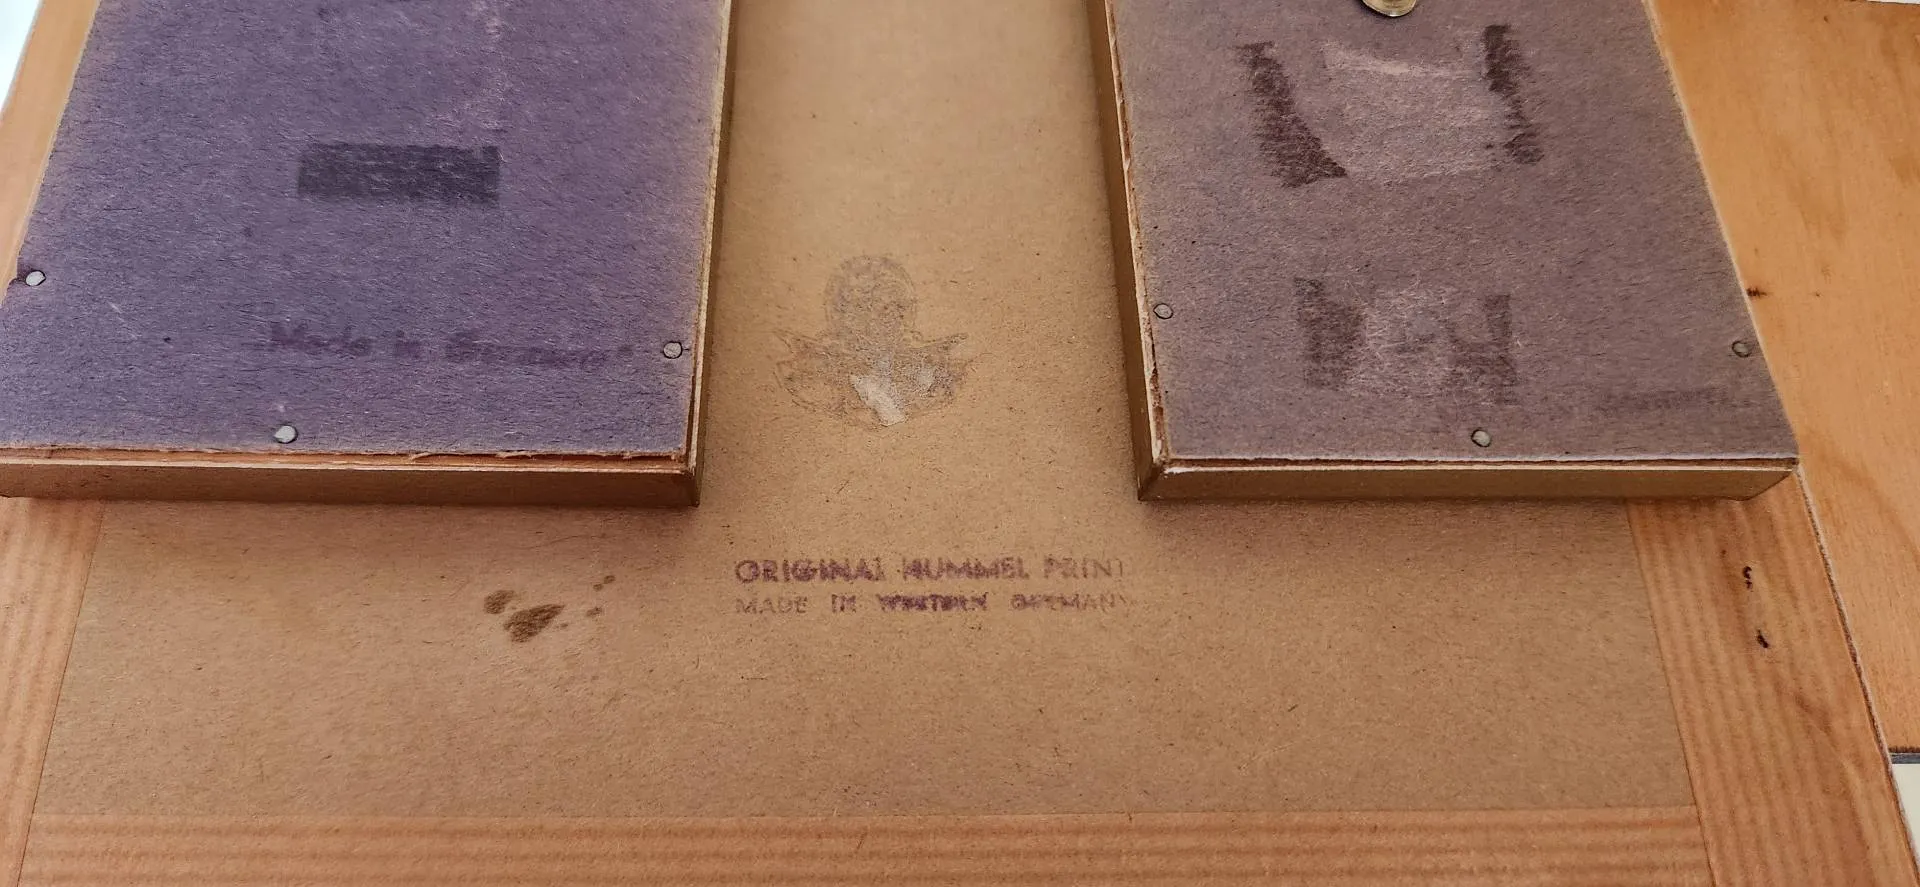 Made in Germany
ORIGINAL HUMMEL PRINT
MADE IN WESTERN GERMANY